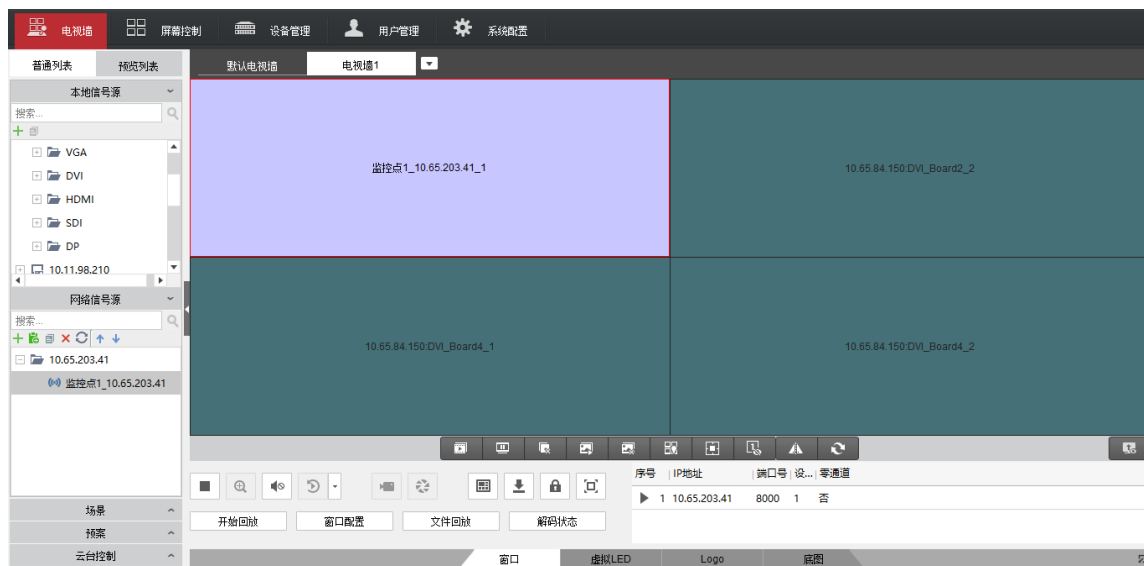 电视墙 屏幕控制 设备管理 用户管理 系统配置
普通列表 预览列表 默认电视墙 电视墙1
本地信号源
搜索...
VGA
DVI
HDMI
SDI
DP
10.11.98.210
网络信号源
搜索...
10.65.203.41
监控点1_10.65.203.41
场景
预案
云台控制
监控点1_10.65.203.41_1
10.65.84.150:DVI_Board2_2
10.65.84.150:DVI_Board4_1
10.65.84.150:DVI_Board4_2
序号 IP地址 端口号 设... 零通道
1 10.65.203.41 8000 1 否
开始回放 窗口配置 文件回放 解码状态
窗口 虚拟LED Logo 底图